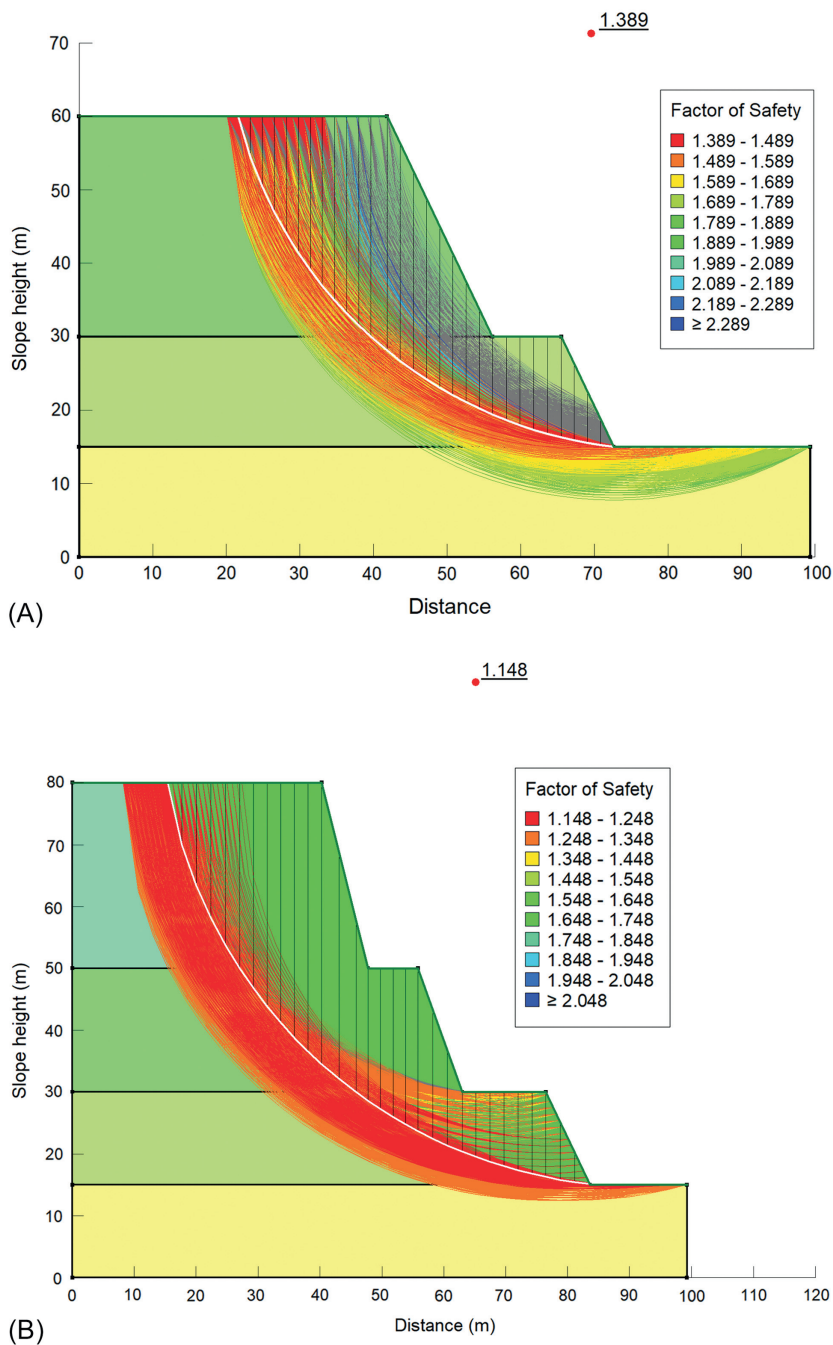 1.389
70
60
50
40
30
20
10
0
Slope height (m)
Factor of Safety
1.389 - 1.489
1.489 - 1.589
1.589 - 1.689
1.689 - 1.789
1.789 - 1.889
1.889 - 1.989
1.989 - 2.089
2.089 - 2.189
2.189 - 2.289
≥ 2.289
0 10 20 30 40 50 60 70 80 90 100
Distance
(A)
1.148
80
70
60
50
40
30
20
10
0
Slope height (m)
Factor of Safety
1.148 - 1.248
1.248 - 1.348
1.348 - 1.448
1.448 - 1.548
1.548 - 1.648
1.648 - 1.748
1.748 - 1.848
1.848 - 1.948
1.948 - 2.048
≥ 2.048
0 10 20 30 40 50 60 70 80 90 100 110 120
Distance (m)
(B)